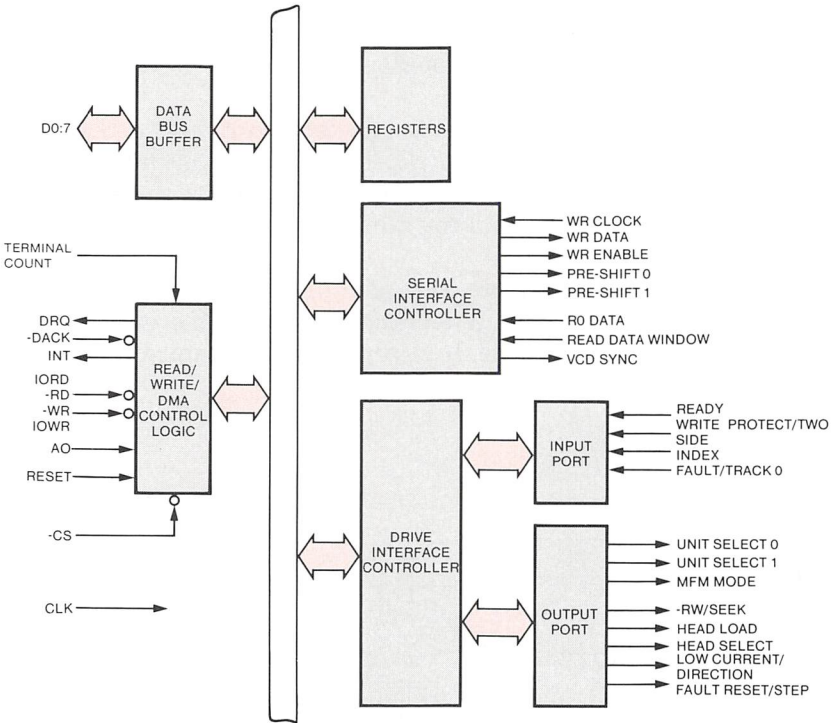 D0:7
DATA
BUS
BUFFER
REGISTERS
TERMINAL
COUNT
DRQ
-DACK
INT
IORD
-RD
-WR
IOWR
AO
RESET
-CS
CLK
READ/
WRITE/
DMA
CONTROL
LOGIC
SERIAL
INTERFACE
CONTROLLER
WR CLOCK
WR DATA
WR ENABLE
PRE-SHIFT 0
PRE-SHIFT 1
R0 DATA
READ DATA WINDOW
VCD SYNC
DRIVE
INTERFACE
CONTROLLER
INPUT
PORT
READY
WRITE PROTECT/TWO
SIDE
INDEX
FAULT/TRACK 0
OUTPUT
PORT
UNIT SELECT 0
UNIT SELECT 1
MFM MODE
-RW/SEEK
HEAD LOAD
HEAD SELECT
LOW CURRENT/
DIRECTION
FAULT RESET/STEP